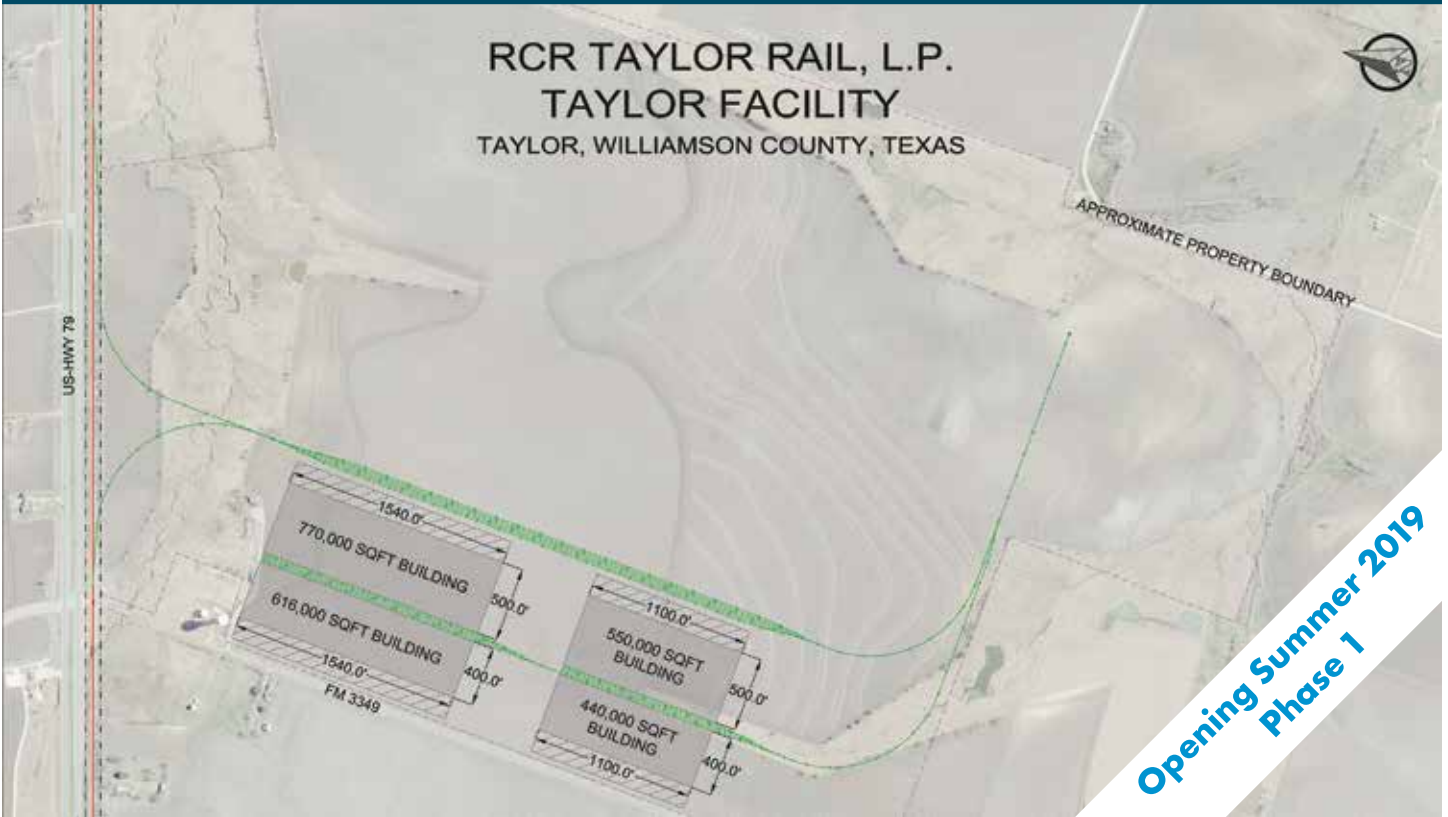 RCR TAYLOR RAIL, L.P.
TAYLOR FACILITY
TAYLOR, WILLIAMSON COUNTY, TEXAS
APPROXIMATE PROPERTY BOUNDARY
US-HWY 79
1540.0'
770,000 SQFT BUILDING
500.0'
616,000 SQFT BUILDING
400.0'
1540.0'
FM 3349
1100.0'
550,000 SQFT
BUILDING
500.0'
440,000 SQFT
BUILDING
400.0'
1100.0'
Opening Summer 2019
Phase 1